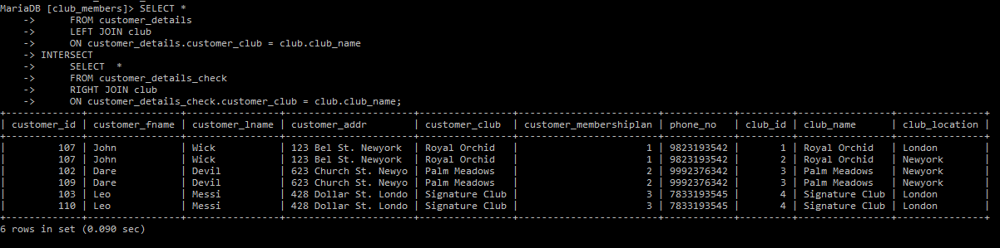 MariaDB [club_members]> SELECT *
    ->      FROM customer_details
    ->      LEFT JOIN club
    ->      ON customer_details.customer_club = club.club_name
    -> INTERSECT
    ->      SELECT  *
    ->      FROM customer_details_check
    ->      RIGHT JOIN club
    ->      ON customer_details_check.customer_club = club.club_name;
+-------------+----------------+----------------+----------------------+----------------+-------------------------+------------+---------+----------------+---------------+
| customer_id | customer_fname | customer_lname | customer_addr        | customer_club  | customer_membershiplan | phone_no   | club_id | club_name      | club_location |
+-------------+----------------+----------------+----------------------+----------------+-------------------------+------------+---------+----------------+---------------+
|         107 | John           | Wick           | 123 Bel St. Newyork  | Royal Orchid   |                      1 | 9823193542 |       1 | Royal Orchid   | London        |
|         107 | John           | Wick           | 123 Bel St. Newyork  | Royal Orchid   |                      1 | 9823193542 |       2 | Royal Orchid   | Newyork       |
|         102 | Dare           | Devil          | 623 Church St. Newyo | Palm Meadows   |                      2 | 9992376342 |       3 | Palm Meadows   | Newyork       |
|         109 | Dare           | Devil          | 623 Church St. Newyo | Palm Meadows   |                      2 | 9992376342 |       3 | Palm Meadows   | Newyork       |
|         103 | Leo            | Messi          | 428 Dollar St. Londo | Signature Club |                      3 | 7833193545 |       4 | Signature Club | London        |
|         110 | Leo            | Messi          | 428 Dollar St. Londo | Signature Club |                      3 | 7833193545 |       4 | Signature Club | London        |
+-------------+----------------+----------------+----------------------+----------------+-------------------------+------------+---------+----------------+---------------+
6 rows in set (0.090 sec)